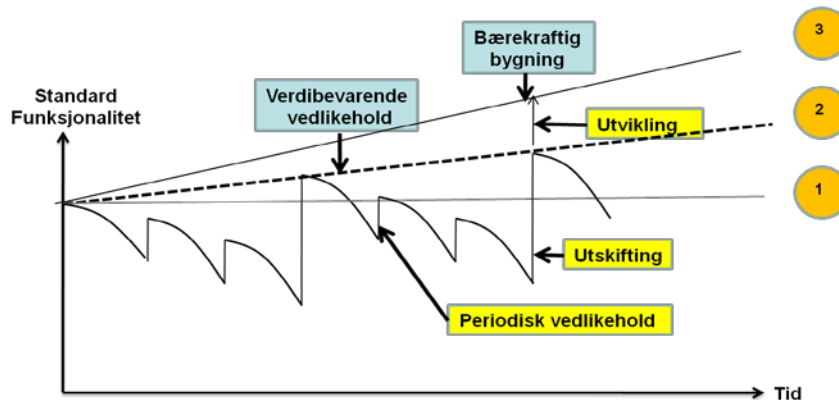 3
Bærekraftig
bygning
Verdibevarende
vedlikehold
Standard
Funksjonalitet
2
Utvikling
1
Utskifting
Periodisk vedlikehold
Tid